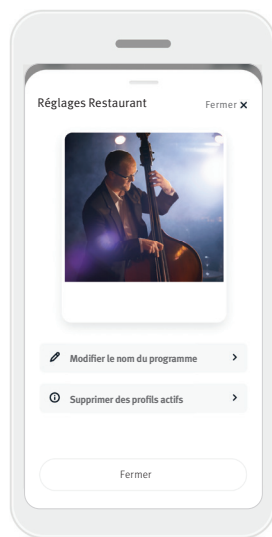 Réglages Restaurant
Fermer ×
Modifier le nom du programme
Supprimer des profils actifs
Fermer